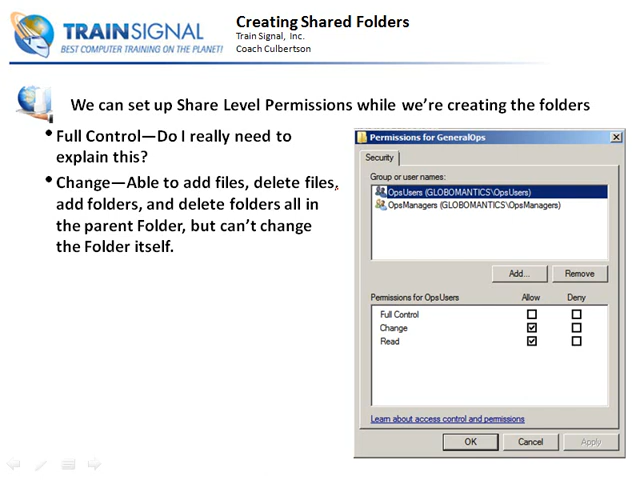 TRAINSIGNAL
BEST COMPUTER TRAINING ON THE PLANET!
Creating Shared Folders
Train Signal, Inc.
Coach Culbertson
We can set up Share Level Permissions while we're creating the folders
• Full Control—Do I really need to
explain this?
• Change—Able to add files, delete files,
add folders, and delete folders all in
the parent Folder, but can't change
the Folder itself.
Permissions for GeneralOps
Security
Group or user names:
OpsUsers (GLOBOMANTICS\OpsUsers)
OpsManagers (GLOBOMANTICS\OpsManagers)
Add... Remove
Permissions for OpsUsers Allow Deny
Full Control
Change
Read
Learn about access control and permissions
OK Cancel Apply